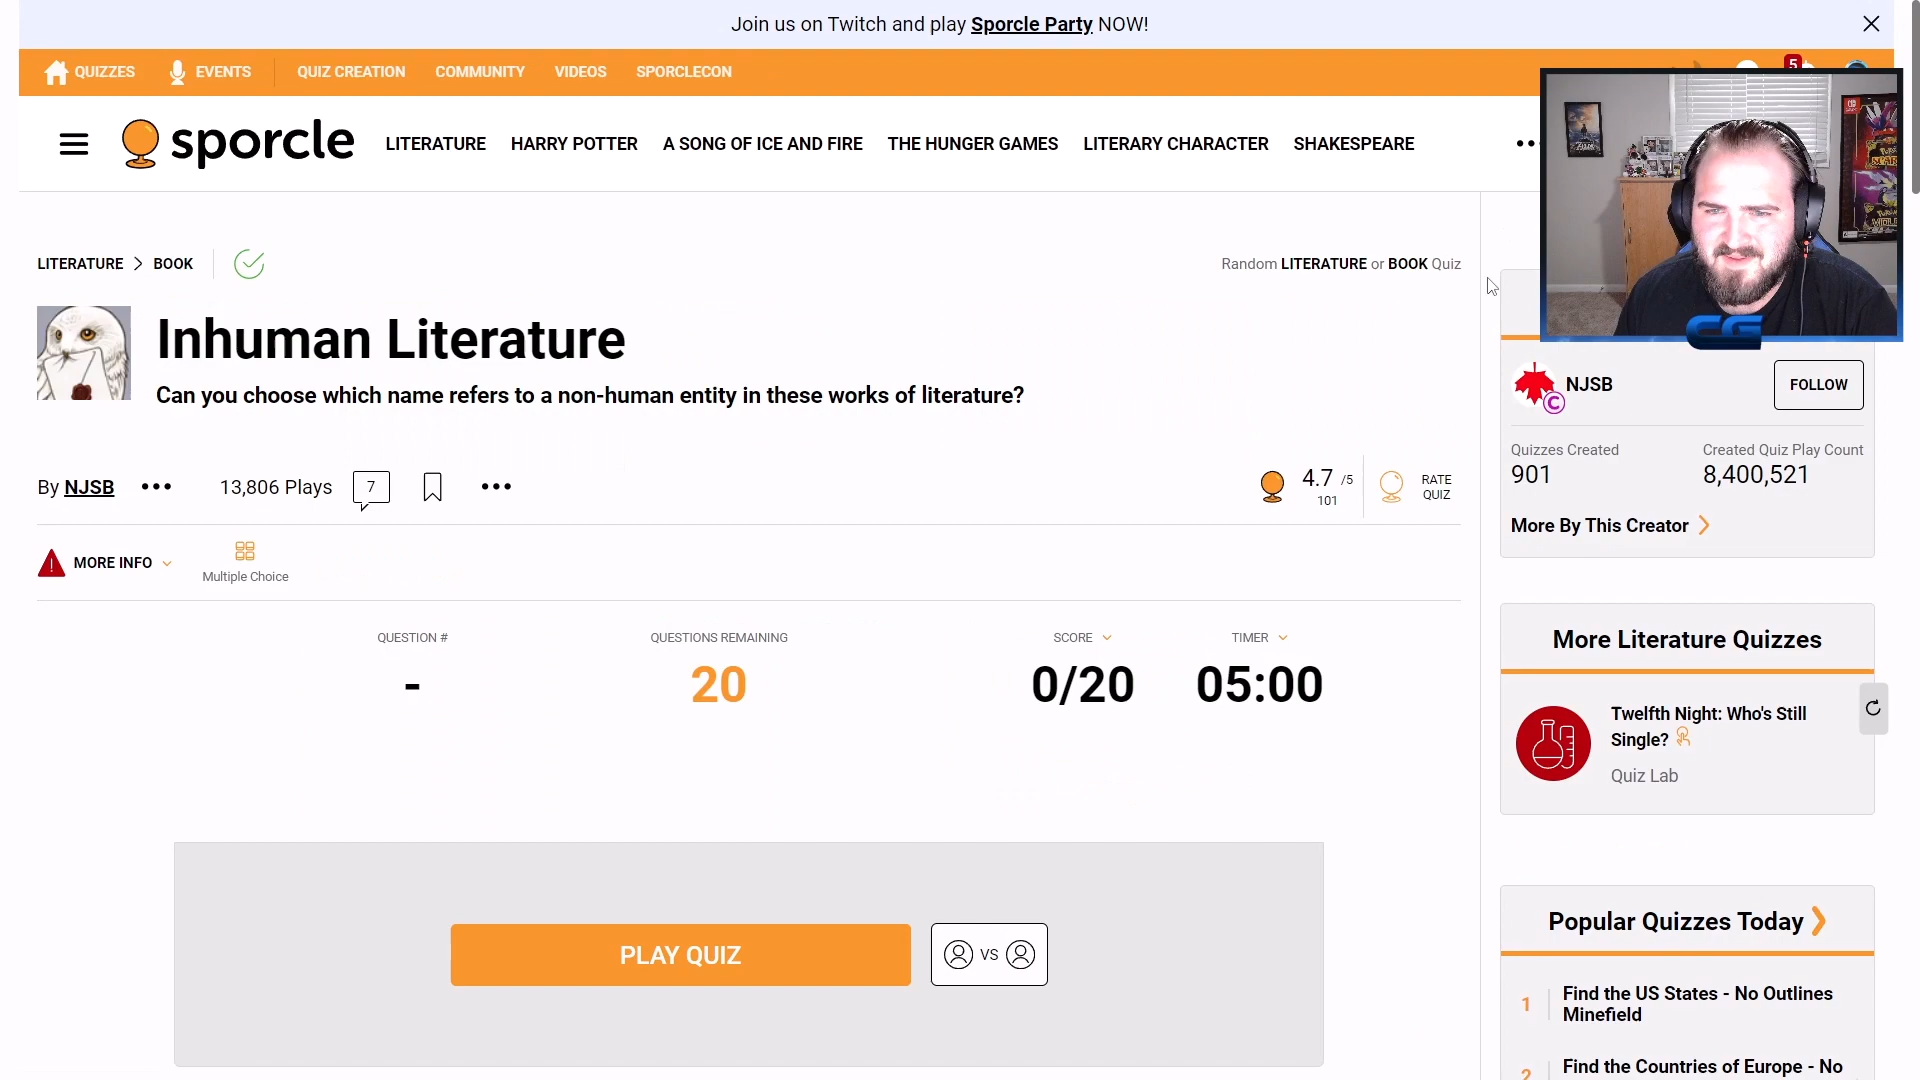 Join us on Twitch and play Sporcle Party NOW!
QUIZZES
EVENTS
QUIZ CREATION
COMMUNITY
VIDEOS
SPORCLECON
5
sporcle
LITERATURE
HARRY POTTER
A SONG OF ICE AND FIRE
THE HUNGER GAMES
LITERARY CHARACTER
SHAKESPEARE
LITERATURE
BOOK
Random LITERATURE or BOOK Quiz
Inhuman Literature
Can you choose which name refers to a non-human entity in these works of literature?
CG
NJSB
C
FOLLOW
Quizzes Created
901
Created Quiz Play Count
8,400,521
More By This Creator
By NJSB
13,806 Plays
7
4.7 /5
101
RATE
QUIZ
MORE INFO
Multiple Choice
QUESTION #
-
QUESTIONS REMAINING
20
SCORE
0/20
TIMER
05:00
More Literature Quizzes
Twelfth Night: Who's Still
Single?
Quiz Lab
PLAY QUIZ
VS
Popular Quizzes Today
1
Find the US States - No Outlines
Minefield
2
Find the Countries of Europe - No